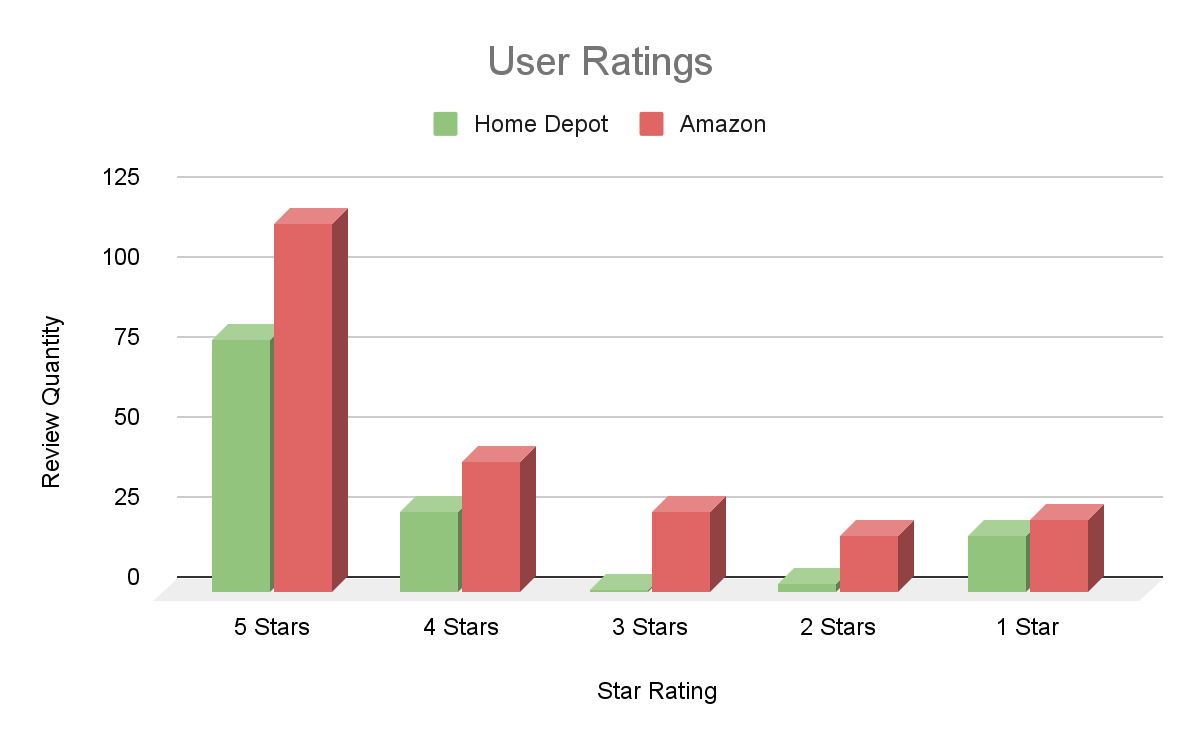 User Ratings
Home Depot Amazon
125
100
75
50
25
0
Review Quantity
5 Stars 4 Stars 3 Stars 2 Stars 1 Star
Star Rating